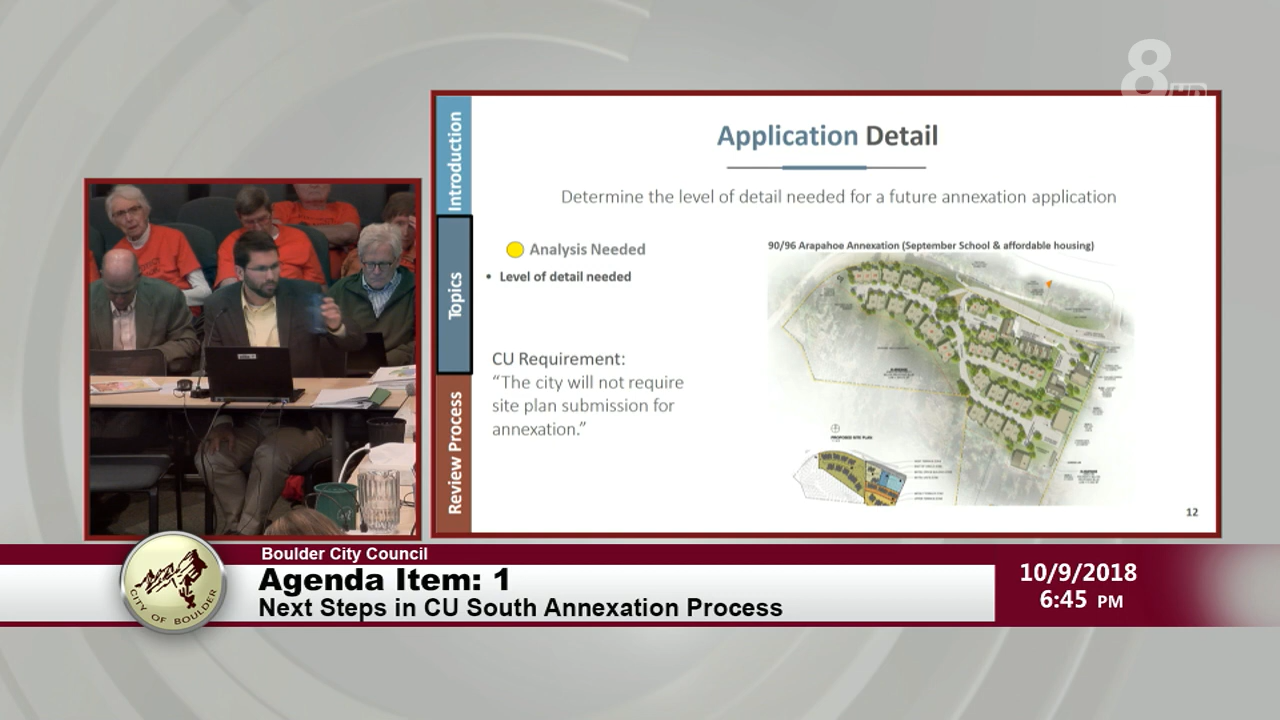 8
HD
Introduction
Topics
Review Process
Application Detail
Determine the level of detail needed for a future annexation application
Analysis Needed
• Level of detail needed
CU Requirement:
“The city will not require
site plan submission for
annexation.”
90/96 Arapahoe Annexation (September School & affordable housing)
PROPOSED SITE PLAN
12
CITY OF BOULDER
Boulder City Council
Agenda Item: 1
Next Steps in CU South Annexation Process
10/9/2018
6:45 PM